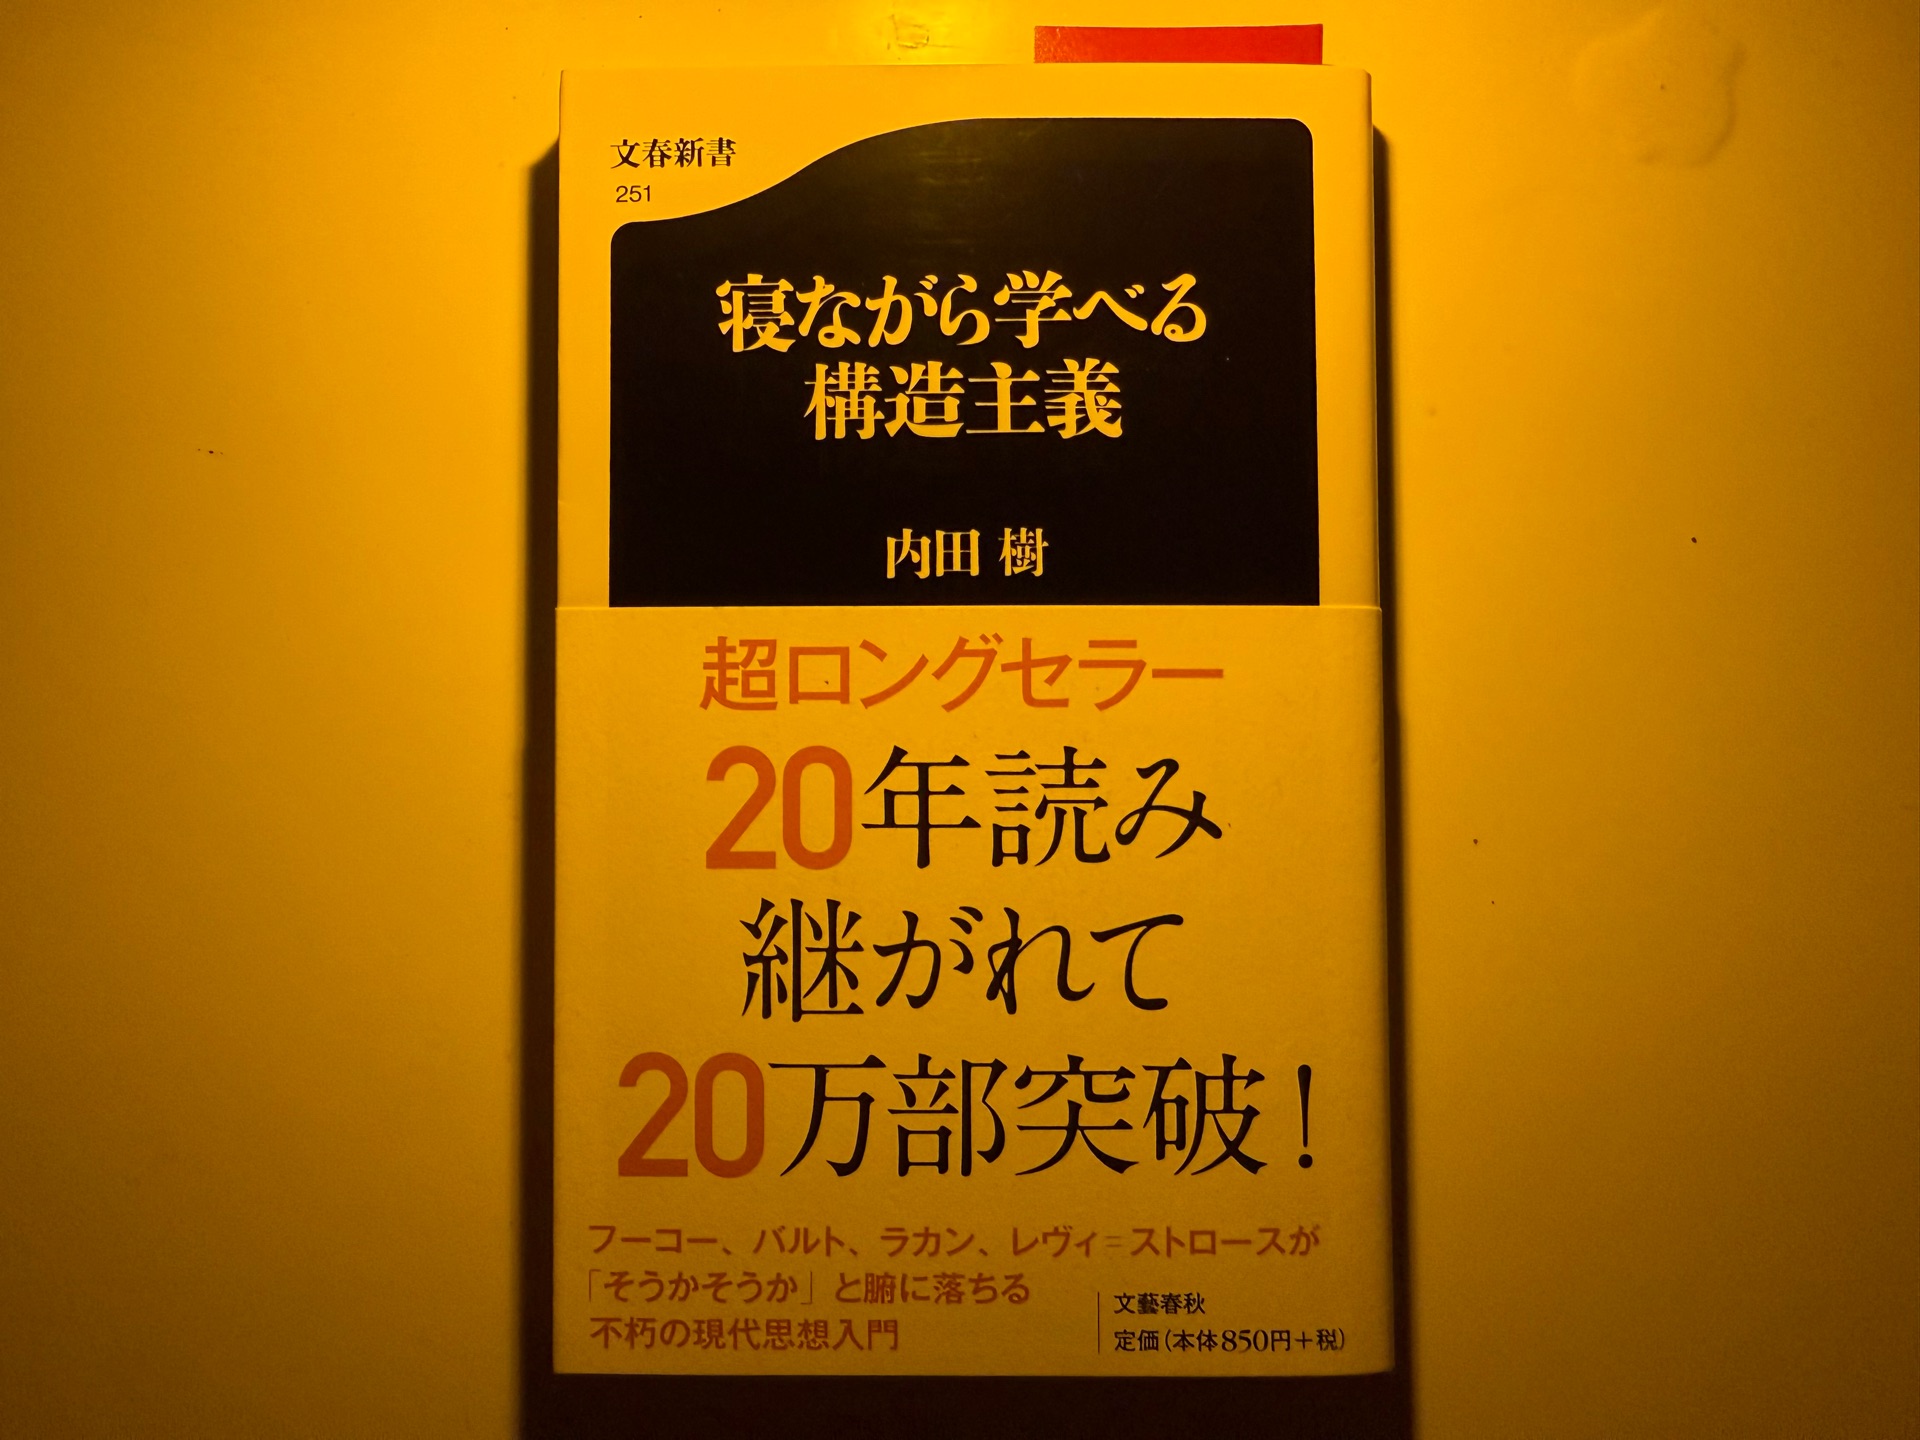 文春新書
251
寝ながら学べる
構造主義
内田 樹
超ロングセラー
20年読み
継がれて
20万部突破!
フーコー、バルト、ラカン、レヴィ=ストロースが
「そうかそうか」と腑に落ちる
不朽の現代思想入門
文藝春秋
定価(本体850円+税)